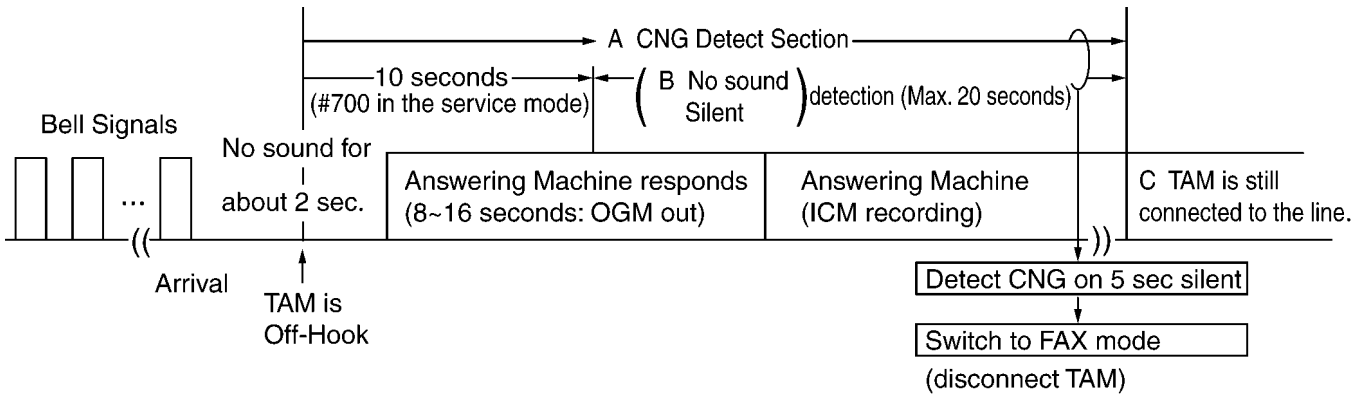 A CNG Detect Section
10 seconds
(#700 in the service mode)
( B No sound
Silent ) detection (Max. 20 seconds)
Bell Signals
...
No sound for
about 2 sec.
Answering Machine responds
(8~16 seconds: OGM out)
Answering Machine
(ICM recording)
C TAM is still
connected to the line.
((
))
Arrival
TAM is
Off-Hook
Detect CNG on 5 sec silent
Switch to FAX mode
(disconnect TAM)